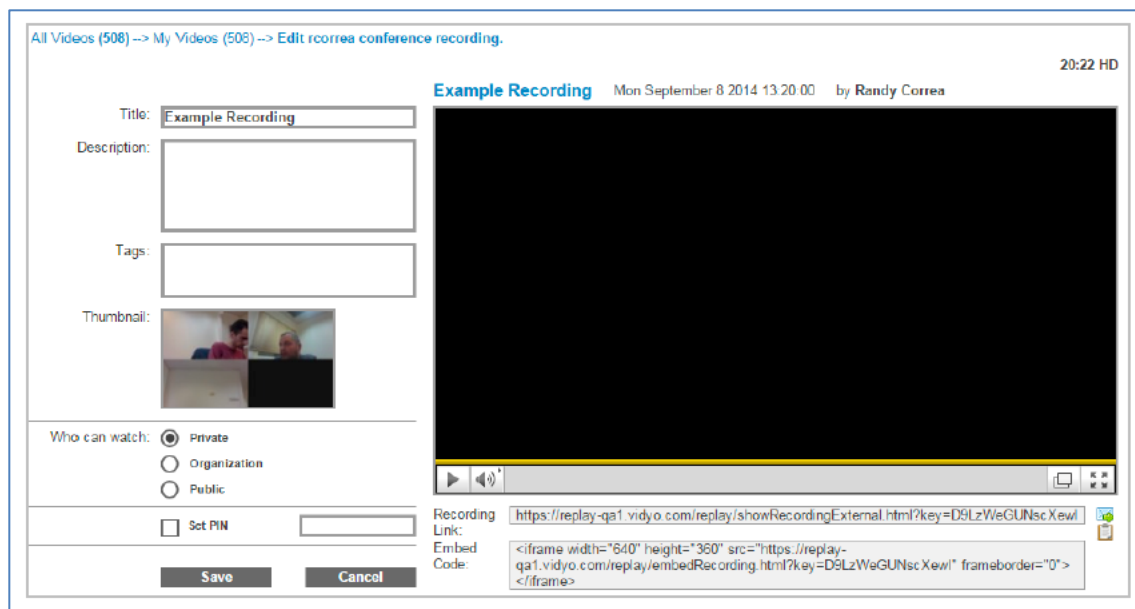 All Videos (508) --> My Videos (506) --> Edit rcorrea conference recording.
20:22 HD
Example Recording Mon September 8 2014 13:20:00 by Randy Correa
Title: Example Recording
Description:
Tags:
Thumbnail:
Who can watch: Private
Organization
Public
Set PIN
Save Cancel
Recording Link: https://replay-qa1.vidyo.com/replay/showRecordingExternal.html?key=D9LzWeGUNscXewl
Embed Code: <iframe width="640" height="360" src="https://replay-
qa1.vidyo.com/replay/embedRecording.html?key=D9LzWeGUNscXewl" frameborder="0">
</iframe>